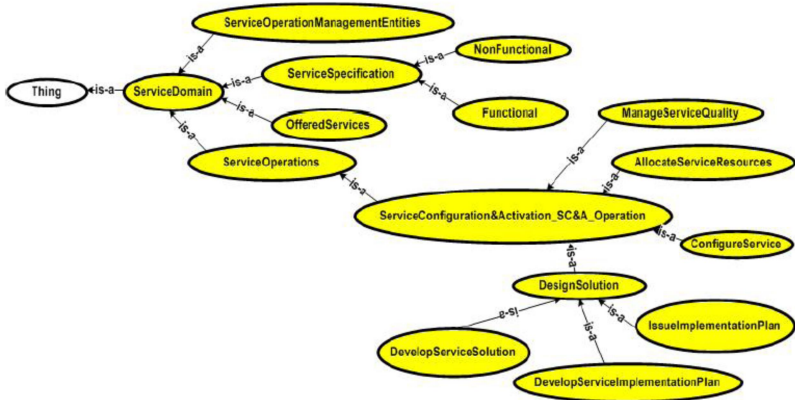 ServiceOperationManagementEntities
is-a
NonFunctional
is-a
ServiceSpecification
is-a
is-a
Thing
is-a
ServiceDomain
is-a
Functional
OfferedServices
is-a
ServiceOperations
ManageServiceQuality
is-a
AllocateServiceResources
is-a
is-a
ServiceConfiguration&Activation_SC&A_Operation
is-a
ConfigureService
is-a
DesignSolution
is-a
is-a
is-a
IssueImplementationPlan
DevelopServiceSolution
DevelopServiceImplementationPlan